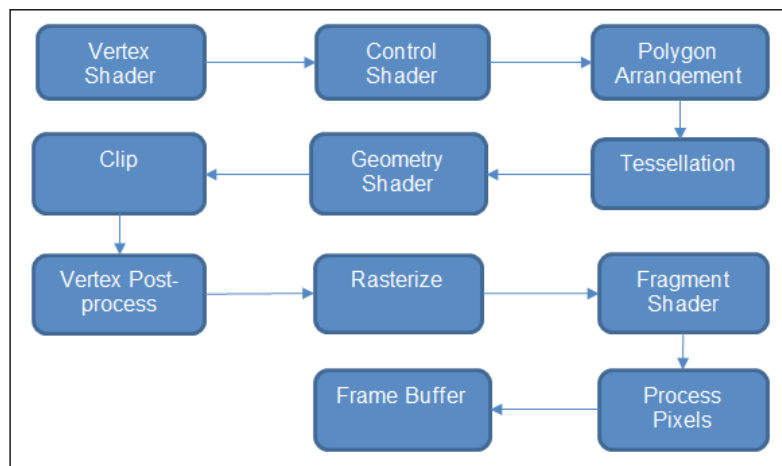 Vertex
Shader
Control
Shader
Polygon
Arrangement
Tessellation
Geometry
Shader
Clip
Vertex Post-
process
Rasterize
Fragment
Shader
Process
Pixels
Frame Buffer